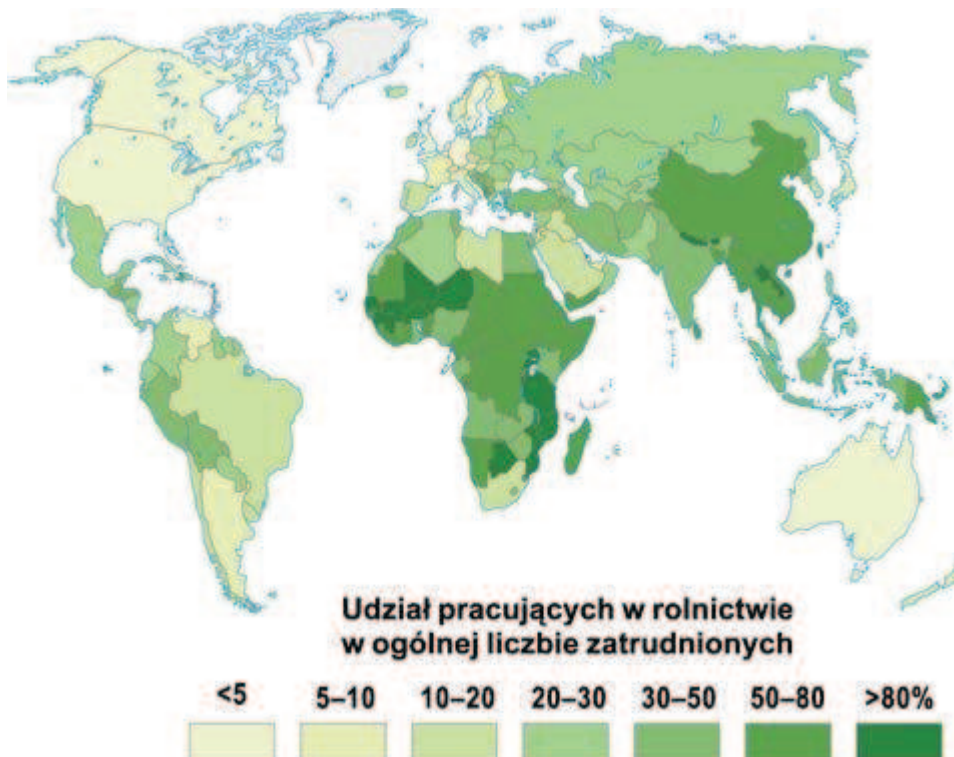 Udział pracujących w rolnictwie
w ogólnej liczbie zatrudnionych
<5 5–10 10–20 20–30 30–50 50–80 >80%